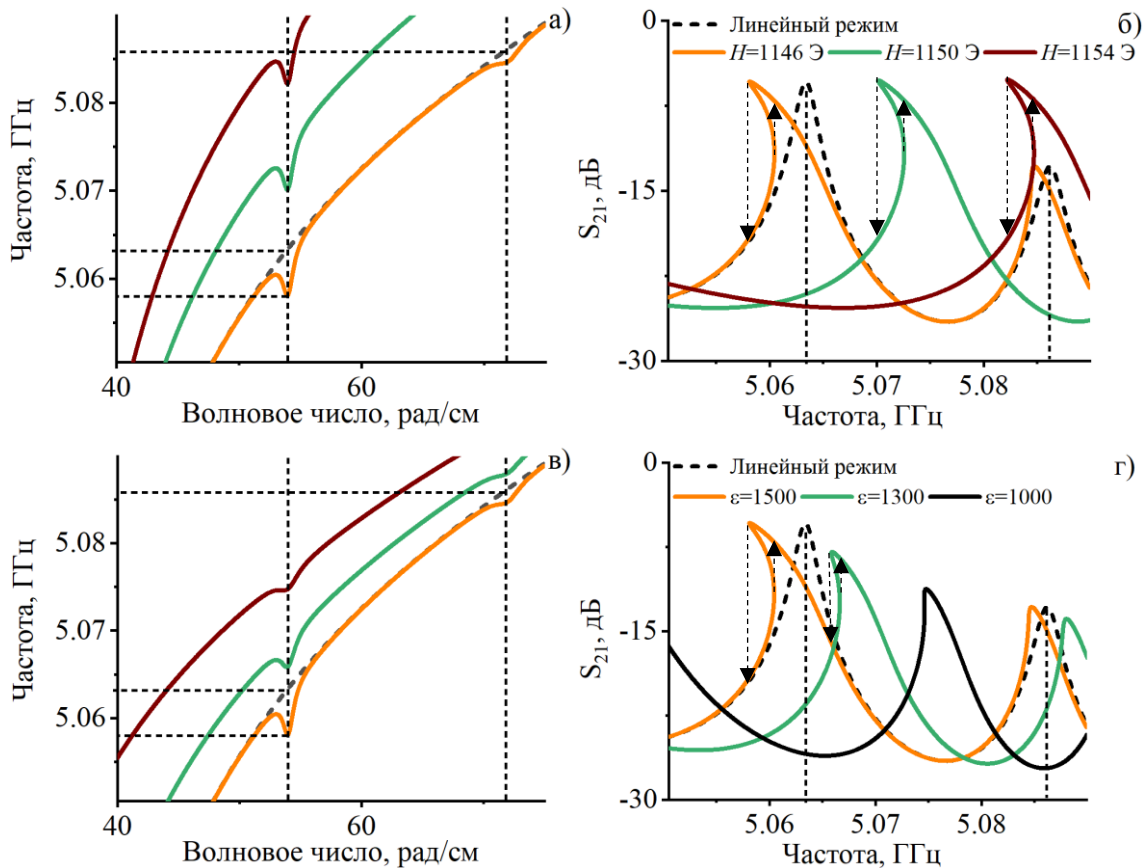 а)
5.08
5.07
5.06
Частота, ГГц
40
60
Волновое число, рад/см
б)
0
-15
-30
S21, дБ
Линейный режим
H=1146 Э
H=1150 Э
H=1154 Э
5.06
5.07
5.08
Частота, ГГц
в)
5.08
5.07
5.06
Частота, ГГц
40
60
Волновое число, рад/см
г)
0
-15
-30
S21, дБ
Линейный режим
ε=1500
ε=1300
ε=1000
5.06
5.07
5.08
Частота, ГГц